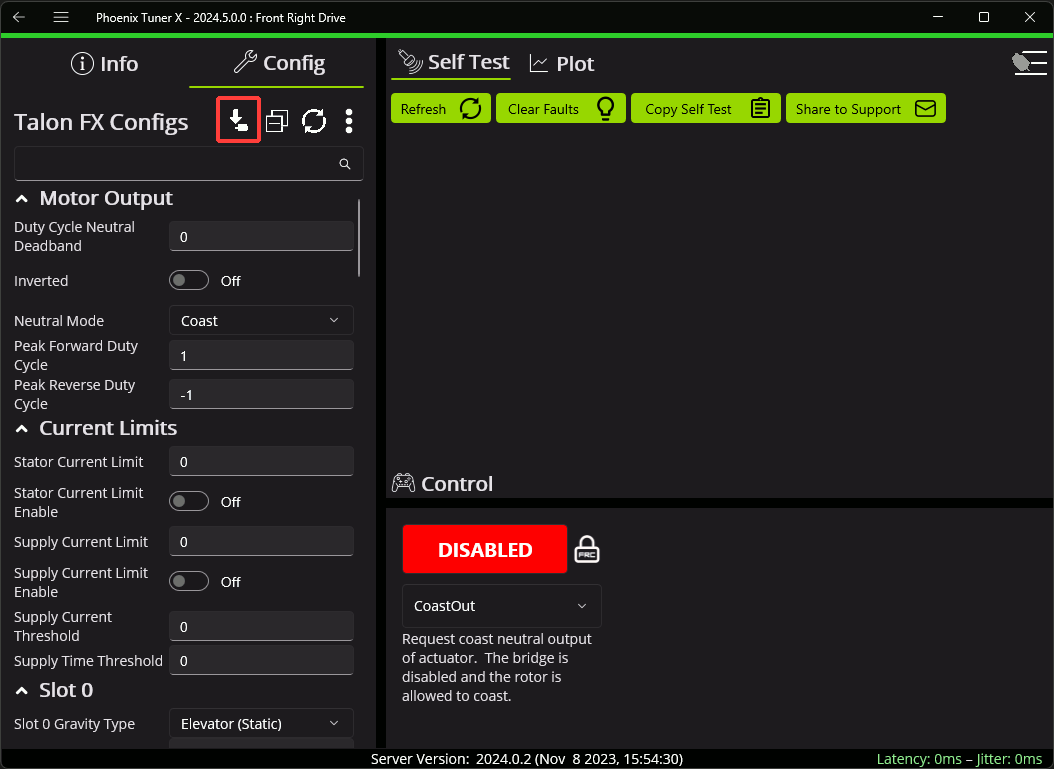 Phoenix Tuner X - 2024.5.0.0 : Front Right Drive
Info
Config
Talon FX Configs
Motor Output
Duty Cycle Neutral
Deadband
0
Inverted
Off
Neutral Mode
Coast
Peak Forward Duty
Cycle
1
Peak Reverse Duty
Cycle
-1
Current Limits
Stator Current Limit
0
Stator Current Limit
Enable
Off
Supply Current Limit
0
Supply Current Limit
Enable
Off
Supply Current
Threshold
0
Supply Time Threshold
0
Slot 0
Slot 0 Gravity Type
Elevator (Static)
Self Test
Plot
Refresh
Clear Faults
Copy Self Test
Share to Support
Control
DISABLED
FRC
CoastOut
Request coast neutral output
of actuator.  The bridge is
disabled and the rotor is
allowed to coast.
Server Version:  2024.0.2 (Nov  8 2023, 15:54:30)
Latency: 0ms – Jitter: 0ms